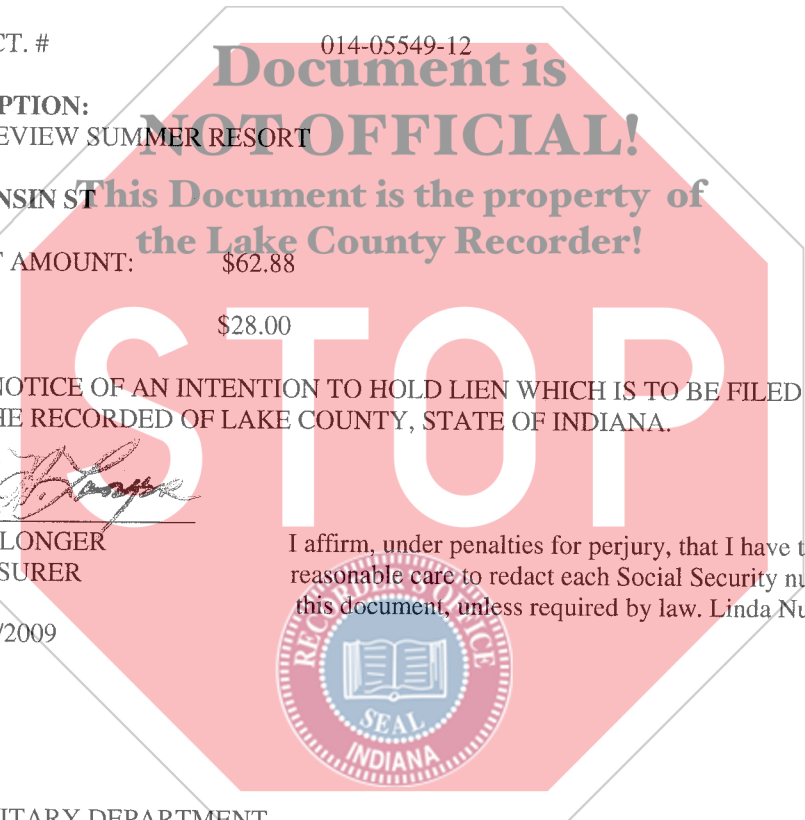 CT. # 014-05549-12
Document is
PTION:
EVIEW SUMMER RESORT
NOT OFFICIAL!
NSIN ST
This Document is the property of
the Lake County Recorder!
T AMOUNT: $62.88
$28.00
STOP
NOTICE OF AN INTENTION TO HOLD LIEN WHICH IS TO BE FILED
HE RECORDED OF LAKE COUNTY, STATE OF INDIANA.
LONGER
SURER
I affirm, under penalties for perjury, that I have t
reasonable care to redact each Social Security nu
this document, unless required by law. Linda Nu
/2009
RECORDER'S OFFICE
SEAL
INDIANA
ITARY DEPARTMENT